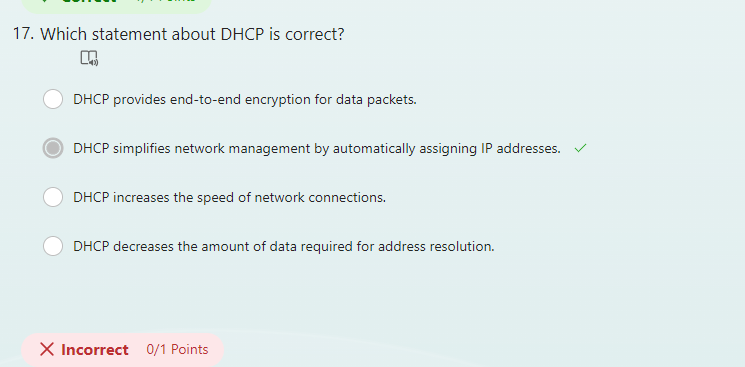 17. Which statement about DHCP is correct?
DHCP provides end-to-end encryption for data packets.
DHCP simplifies network management by automatically assigning IP addresses.
DHCP increases the speed of network connections.
DHCP decreases the amount of data required for address resolution.
Incorrect 0/1 Points